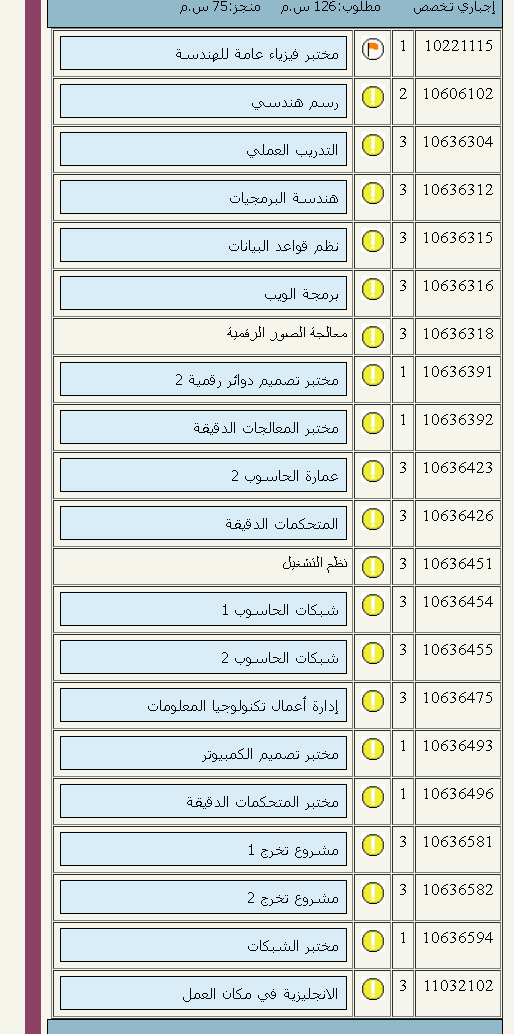 إجباري تخصص مطلوب:126 س.م منجز:75 س.م
10221115 1 مختبر فيزياء عامة للهندسة
10606102 2 رسم هندسي
10636304 3 التدريب العملي
10636312 3 هندسة البرمجيات
10636315 3 نظم قواعد البيانات
10636316 3 برمجة الويب
10636318 3 معالجة الصور الرقمية
10636391 1 مختبر تصميم دوائر رقمية 2
10636392 1 مختبر المعالجات الدقيقة
10636423 3 عمارة الحاسوب 2
10636426 3 المتحكمات الدقيقة
10636451 3 نظم التشغيل
10636454 3 شبكات الحاسوب 1
10636455 3 شبكات الحاسوب 2
10636475 3 إدارة أعمال تكنولوجيا المعلومات
10636493 1 مختبر تصميم الكمبيوتر
10636496 1 مختبر المتحكمات الدقيقة
10636581 3 مشروع تخرج 1
10636582 3 مشروع تخرج 2
10636594 1 مختبر الشبكات
11032102 3 الانجليزية في مكان العمل